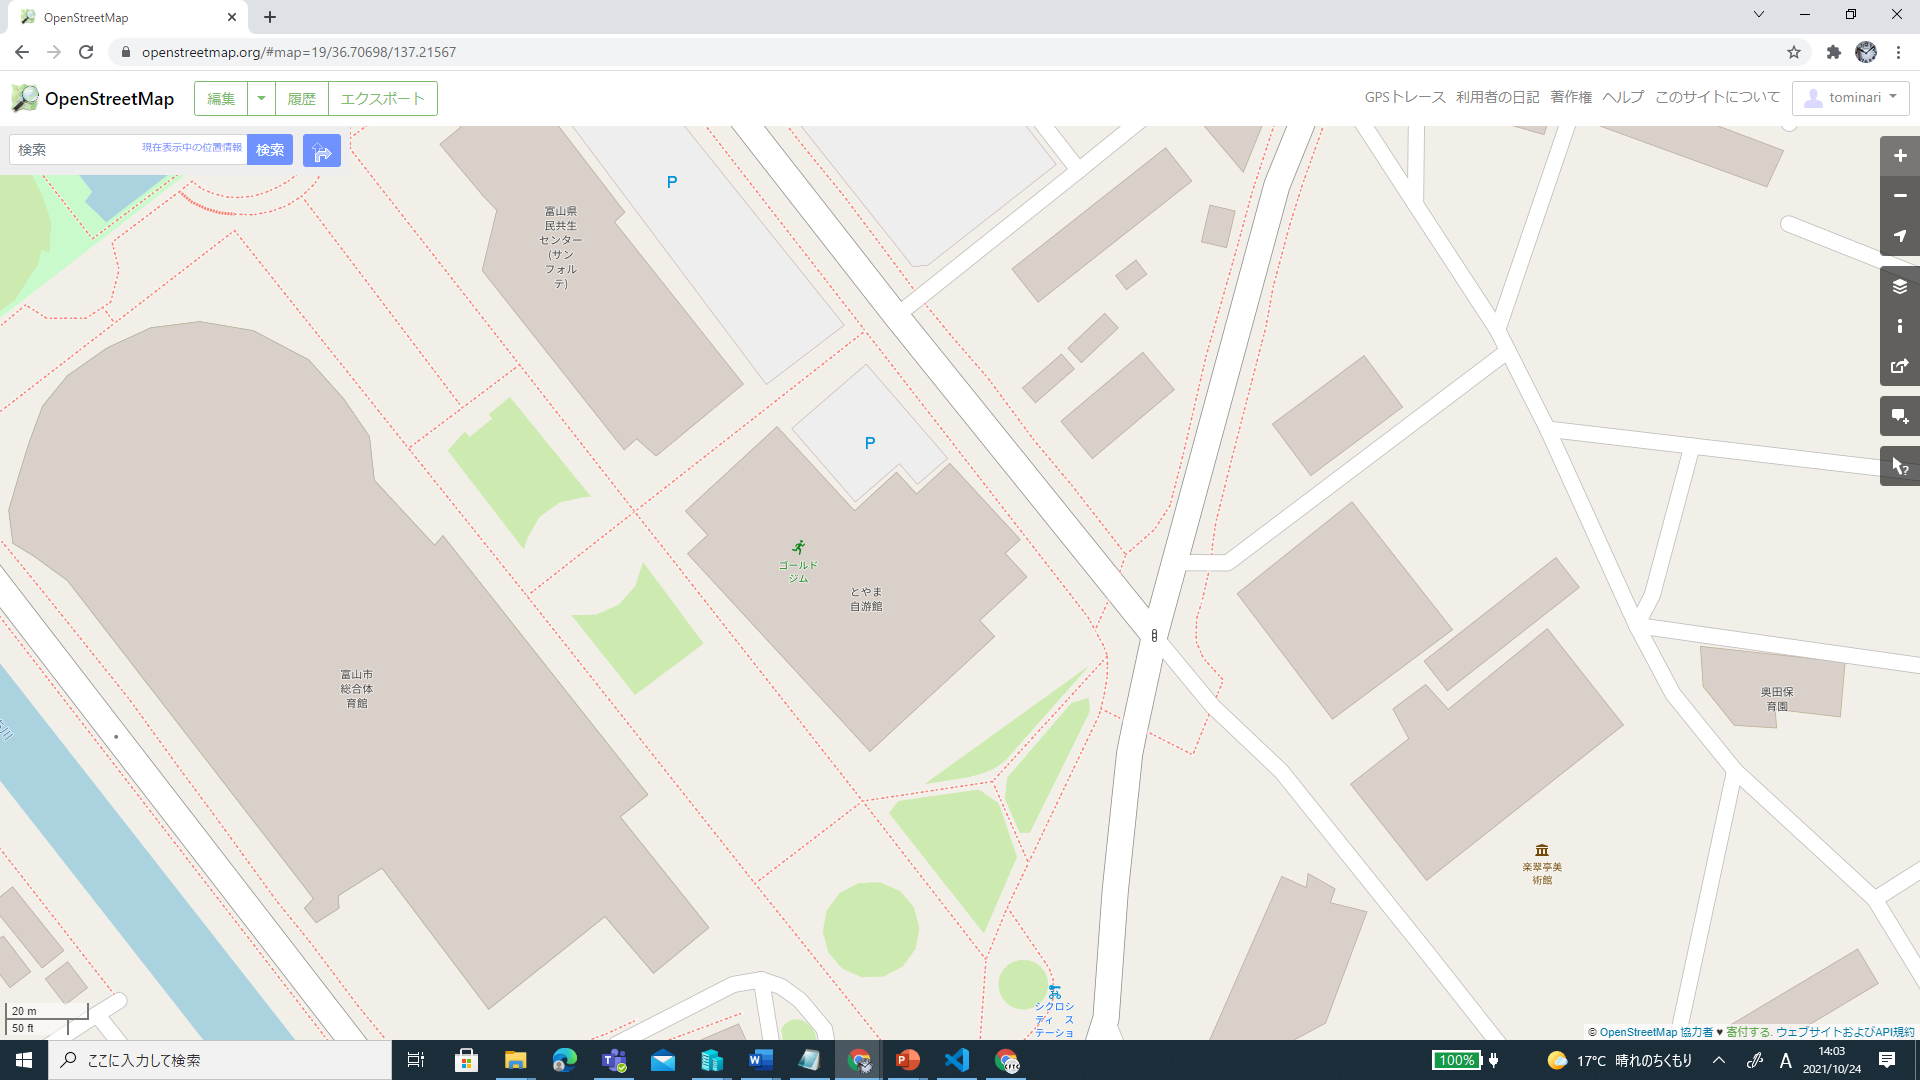 OpenStreetMap
openstreetmap.org/#map=19/36.70698/137.21567
OpenStreetMap
編集
履歴
エクスポート
GPSトレース
利用者の日記
著作権
ヘルプ
このサイトについて
tominari
検索
現在表示中の位置情報
検索
P
富山県
民共生
センター
(サン
フォル
テ)
P
ゴールド
ジム
とやま
自游館
富山市
総合体
育館
奥田保
育園
楽翠亭美
術館
シクロシ
ティ ス
テーショ
20 m
50 ft
© OpenStreetMap 協力者 ♥ 寄付する. ウェブサイトおよびAPI規約
ここに入力して検索
100%
17°C 晴れのちくもり
A
14:03
2021/10/24